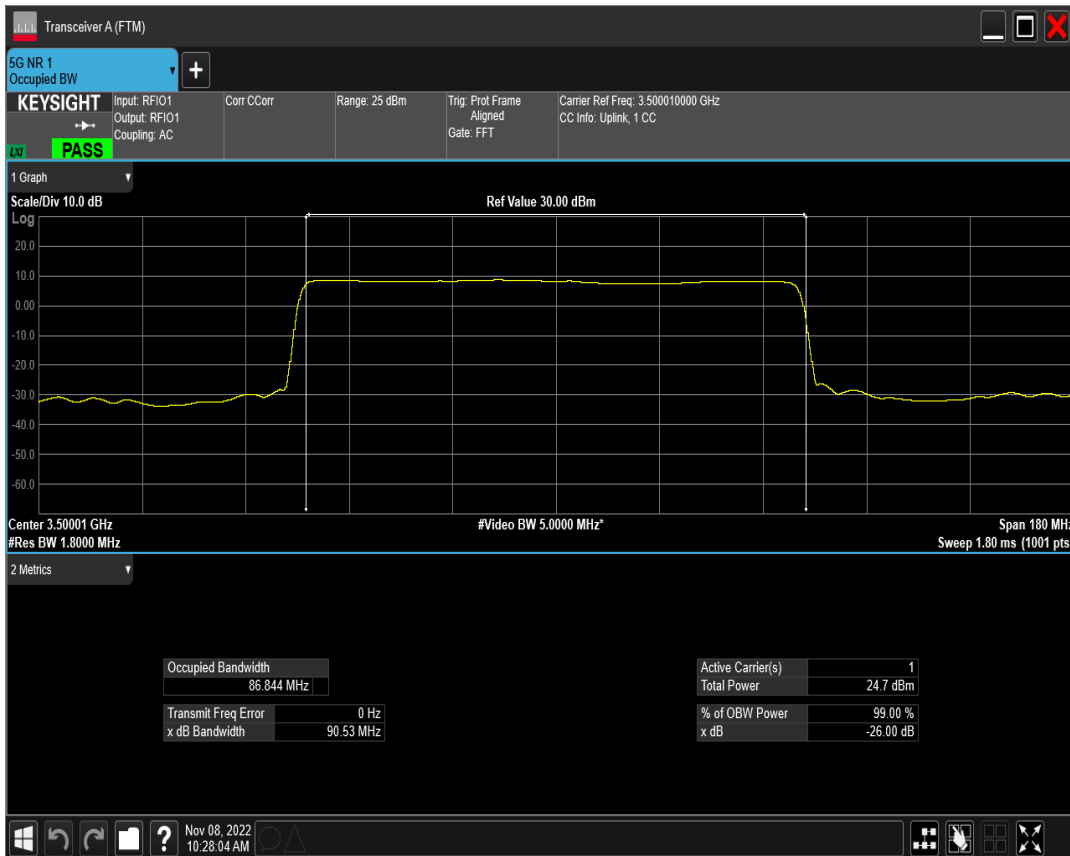 Transceiver A (FTM)
5G NR 1
Occupied BW
+
KEYSIGHT
LXI
PASS
Input: RFIO1
Output: RFIO1
Coupling: AC
Corr CCorr
Range: 25 dBm
Trig: Prot Frame
Aligned
Gate: FFT
Carrier Ref Freq: 3.500010000 GHz
CC Info: Uplink, 1 CC
1 Graph
Scale/Div 10.0 dB
Ref Value 30.00 dBm
Log
20.0
10.0
0.00
-10.0
-20.0
-30.0
-40.0
-50.0
-60.0
Center 3.50001 GHz
#Video BW 5.0000 MHz*
Span 180 MHz
#Res BW 1.8000 MHz
Sweep 1.80 ms (1001 pts
2 Metrics
Occupied Bandwidth
86.844 MHz
Transmit Freq Error 0 Hz
x dB Bandwidth 90.53 MHz
Active Carrier(s) 1
Total Power 24.7 dBm
% of OBW Power 99.00 %
x dB -26.00 dB
?
Nov 08, 2022
10:28:04 AM